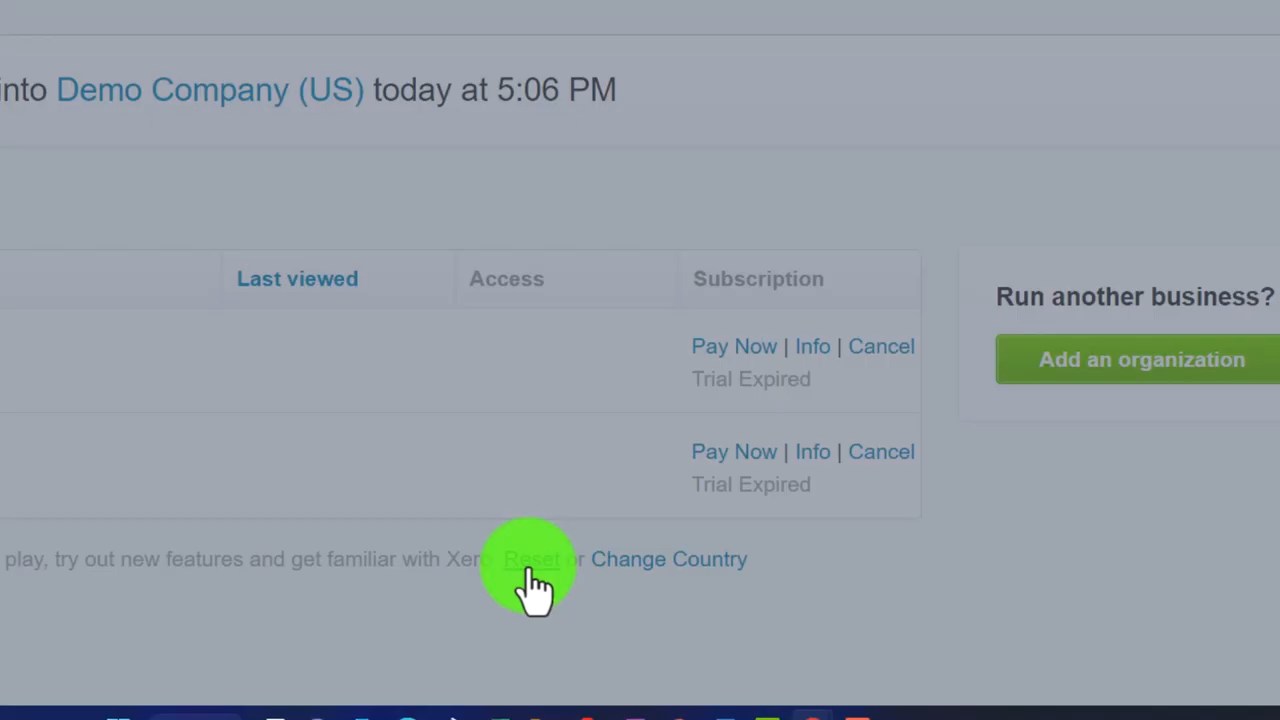 into Demo Company (US) today at 5:06 PM
Last viewed Access Subscription
Run another business?
Pay Now | Info | Cancel
Trial Expired
Add an organization
Pay Now | Info | Cancel
Trial Expired
play, try out new features and get familiar with Xero Reset or Change Country